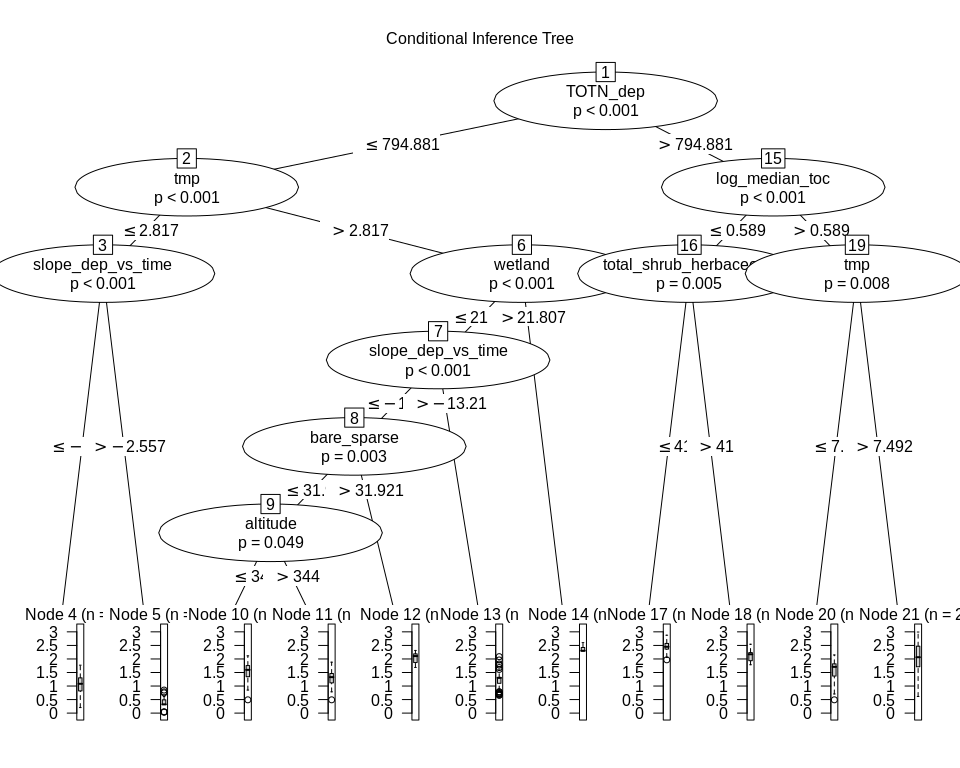 Conditional Inference Tree
1
TOTN_dep
p < 0.001
≤ 794.881
> 794.881
2
tmp
p < 0.001
15
log_median_toc
p < 0.001
≤ 2.817
> 2.817
≤ 0.589
> 0.589
3
slope_dep_vs_time
p < 0.001
6
wetland
p < 0.001
16
total_shrub_herbaceo
p = 0.005
19
tmp
p = 0.008
≤ 21
> 21.807
7
slope_dep_vs_time
p < 0.001
≤ −1
> −13.21
8
bare_sparse
p = 0.003
≤ −
> −2.557
≤ 41
> 41
≤ 7.
> 7.492
≤ 31.
> 31.921
9
altitude
p = 0.049
≤ 34
> 344
Node 4 (n =
Node 5 (n =
Node 10 (n
Node 11 (n
Node 12 (n
Node 13 (n
Node 14 (n
Node 17 (n
Node 18 (n
Node 20 (n
Node 21 (n = 2
3 3 3 3 3 3 3 3 3 3 3
2.5 2.5 2.5 2.5 2.5 2.5 2.5 2.5 2.5 2.5 2.5
2 2 2 2 2 2 2 2 2 2 2
1.5 1.5 1.5 1.5 1.5 1.5 1.5 1.5 1.5 1.5 1.5
1 1 1 1 1 1 1 1 1 1 1
0.5 0.5 0.5 0.5 0.5 0.5 0.5 0.5 0.5 0.5 0.5
0 0 0 0 0 0 0 0 0 0 0